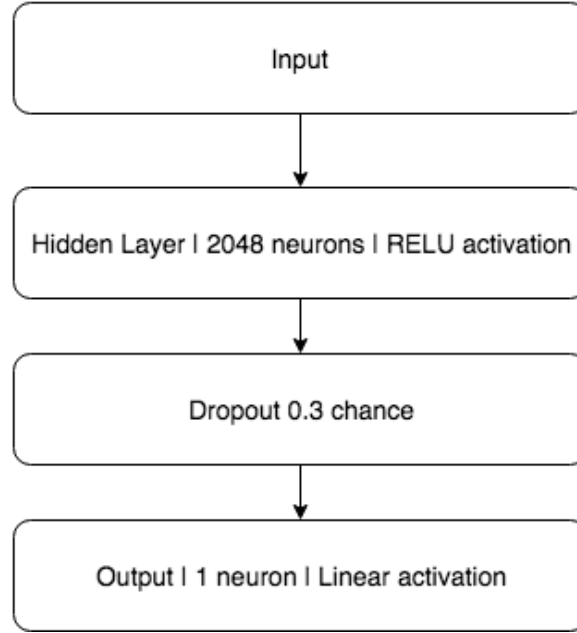 Input
Hidden Layer | 2048 neurons | RELU activation
Dropout 0.3 chance
Output | 1 neuron | Linear activation